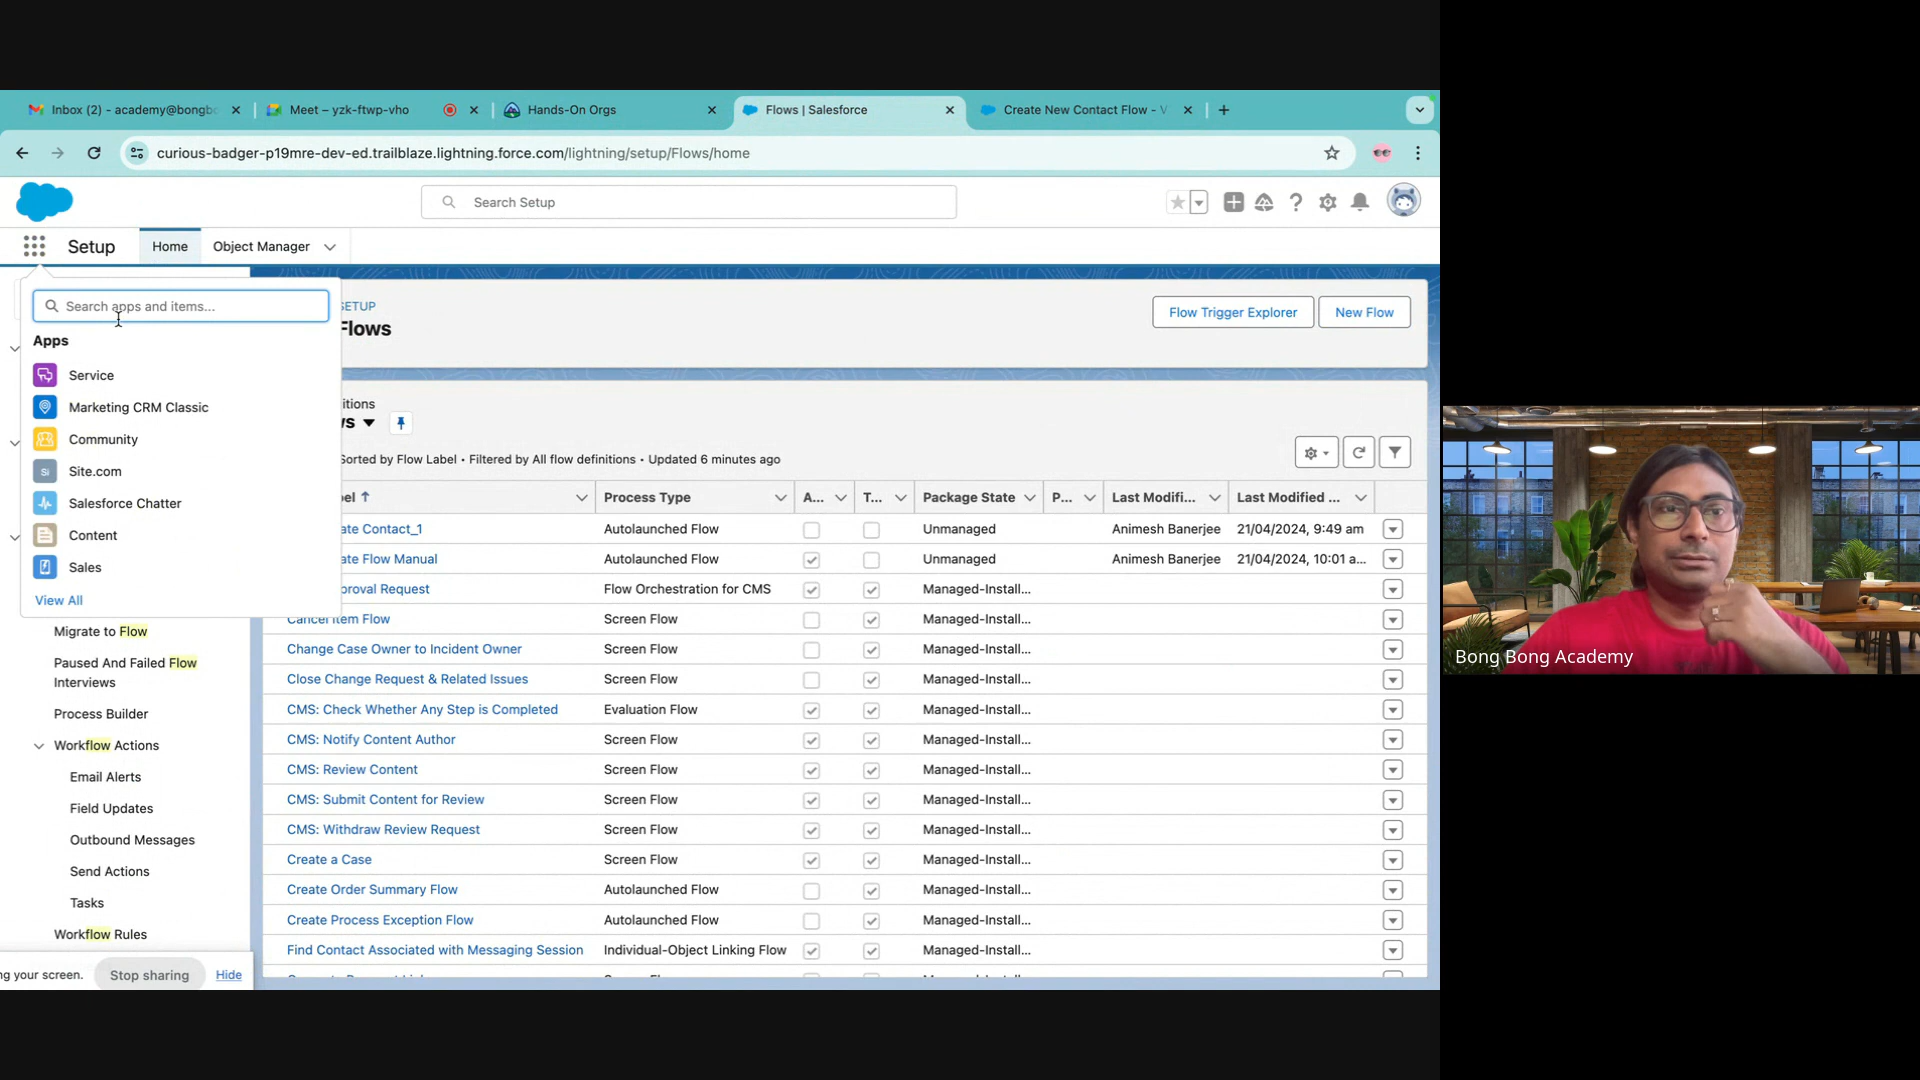 Inbox (2) - academy@bongb
Meet – yzk-ftwp-vho
Hands-On Orgs
Flows | Salesforce
Create New Contact Flow - V
curious-badger-p19mre-dev-ed.trailblaze.lightning.force.com/lightning/setup/Flows/home
Search Setup
Setup
Home
Object Manager
Search apps and items...
Apps
Service
Marketing CRM Classic
Community
Si
Site.com
Salesforce Chatter
Content
Sales
View All
Migrate to Flow
Paused And Failed Flow
Interviews
Process Builder
Workflow Actions
Email Alerts
Field Updates
Outbound Messages
Send Actions
Tasks
Workflow Rules
ng your screen.
Stop sharing
Hide
SETUP
Flows
Flow Trigger Explorer
New Flow
itions
ws
Sorted by Flow Label • Filtered by All flow definitions • Updated 6 minutes ago
bel ↑ Process Type A... T... Package State P... Last Modifi... Last Modified ...
ate Contact_1 Autolaunched Flow Unmanaged Animesh Banerjee 21/04/2024, 9:49 am
ate Flow Manual Autolaunched Flow Unmanaged Animesh Banerjee 21/04/2024, 10:01 a...
proval Request Flow Orchestration for CMS Managed-Install...
Cancel Item Flow Screen Flow Managed-Install...
Change Case Owner to Incident Owner Screen Flow Managed-Install...
Close Change Request & Related Issues Screen Flow Managed-Install...
CMS: Check Whether Any Step is Completed Evaluation Flow Managed-Install...
CMS: Notify Content Author Screen Flow Managed-Install...
CMS: Review Content Screen Flow Managed-Install...
CMS: Submit Content for Review Screen Flow Managed-Install...
CMS: Withdraw Review Request Screen Flow Managed-Install...
Create a Case Screen Flow Managed-Install...
Create Order Summary Flow Autolaunched Flow Managed-Install...
Create Process Exception Flow Autolaunched Flow Managed-Install...
Find Contact Associated with Messaging Session Individual-Object Linking Flow Managed-Install...
Bong Bong Academy